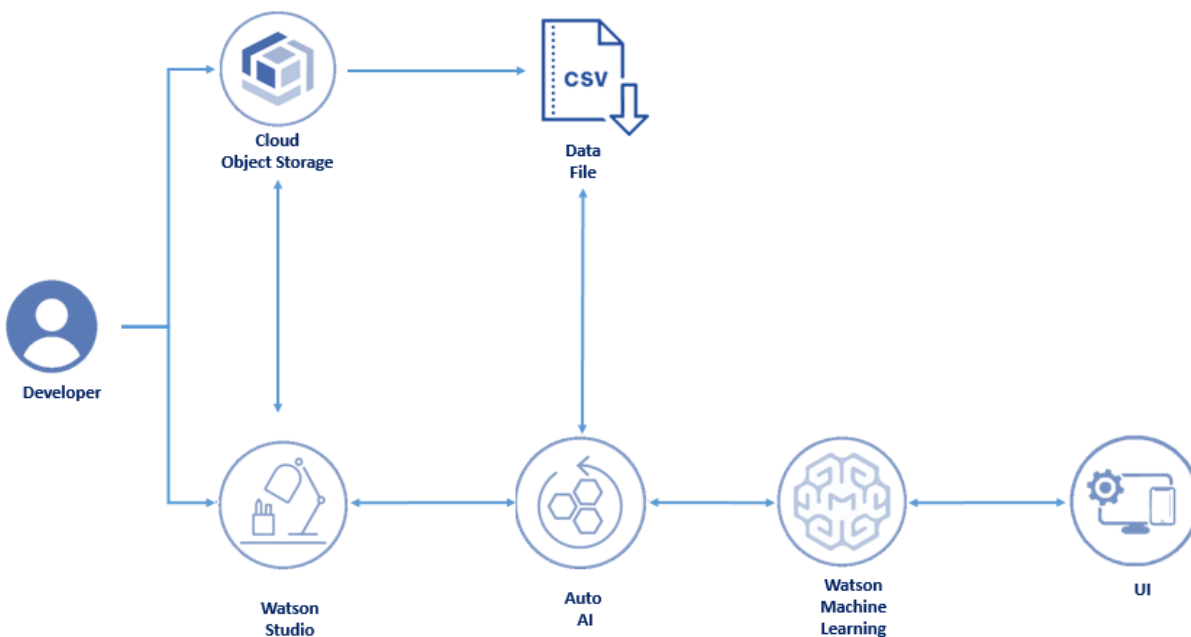 CSV
Cloud
Object Storage
Data
File
Developer
Watson
Studio
Auto
AI
Watson
Machine
Learning
UI